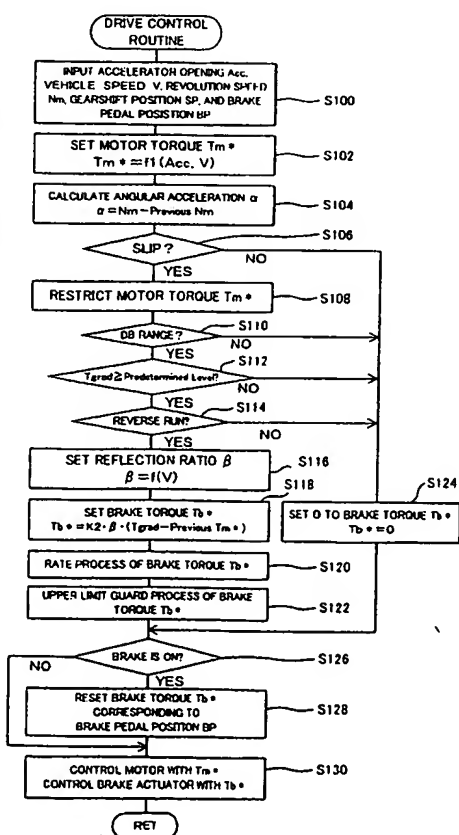 DRIVE CONTROL
ROUTINE
INPUT ACCELERATOR OPENING Acc,
VEHICLE SPEED V, REVOLUTION SPEED
Nm, GEARSHIFT POSITION SP, AND BRAKE
PEDAL POSISTION BP
S100
SET MOTOR TORQUE Tm*
Tm*=f1(Acc, V)
S102
CALCULATE ANGULAR ACCELERATION α
α=Nm-Previous Nm
S104
SLIP?
S106
NO
YES
RESTRICT MOTOR TORQUE Tm*
S108
DB RANGE?
S110
NO
YES
Tgrad≧Predetermined Level?
S112
NO
YES
REVERSE RUN?
S114
NO
YES
SET REFLECTION RATIO β
β=f(V)
S116
SET BRAKE TORQUE Tb*
Tb*=K2・β・(Tgrad-Previous Tm*)
S118
SET 0 TO BRAKE TORQUE Tb*
Tb*=0
S124
RATE PROCESS OF BRAKE TORQUE Tb*
S120
UPPER LIMIT GUARD PROCESS OF BRAKE
TORQUE Tb*
S122
BRAKE IS ON?
S126
NO
YES
RESET BRAKE TORQUE Tb*
CORRESPONDING TO
BRAKE PEDAL POSITION BP
S128
CONTROL MOTOR WITH Tm*
CONTROL BRAKE ACTUATOR WITH Tb*
S130
RET